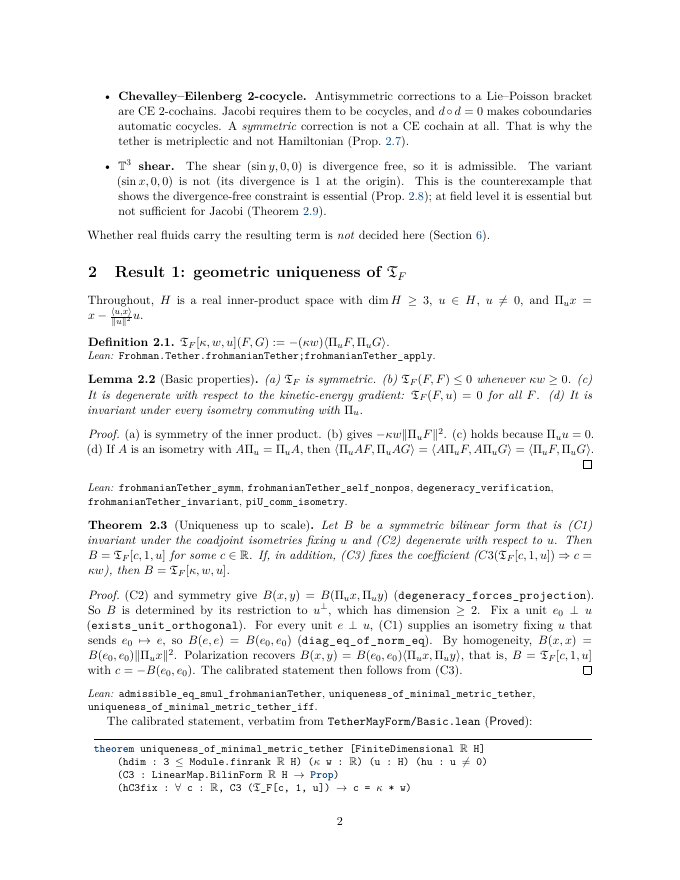 • Chevalley–Eilenberg 2-cocycle. Antisymmetric corrections to a Lie–Poisson bracket
are CE 2-cochains. Jacobi requires them to be cocycles, and d ∘ d = 0 makes coboundaries
automatic cocycles. A symmetric correction is not a CE cochain at all. That is why the
tether is metriplectic and not Hamiltonian (Prop. 2.7).
• 𝕋³ shear. The shear (sin y, 0, 0) is divergence free, so it is admissible. The variant
(sin x, 0, 0) is not (its divergence is 1 at the origin). This is the counterexample that
shows the divergence-free constraint is essential (Prop. 2.8); at field level it is essential but
not sufficient for Jacobi (Theorem 2.9).
Whether real fluids carry the resulting term is not decided here (Section 6).
2 Result 1: geometric uniqueness of 𝔗_F
Throughout, H is a real inner-product space with dim H ≥ 3, u ∈ H, u ≠ 0, and Π_u x =
x − ⟨u,x⟩/‖u‖² u.
Definition 2.1. 𝔗_F[κ, w, u](F, G) := −(κw)⟨Π_u F, Π_u G⟩.
Lean: Frohman.Tether.frohmanianTether;frohmanianTether_apply.
Lemma 2.2 (Basic properties). (a) 𝔗_F is symmetric. (b) 𝔗_F(F, F) ≤ 0 whenever κw ≥ 0. (c)
It is degenerate with respect to the kinetic-energy gradient: 𝔗_F(F, u) = 0 for all F. (d) It is
invariant under every isometry commuting with Π_u.
Proof. (a) is symmetry of the inner product. (b) gives −κw‖Π_u F‖². (c) holds because Π_u u = 0.
(d) If A is an isometry with AΠ_u = Π_u A, then ⟨Π_u AF, Π_u AG⟩ = ⟨AΠ_u F, AΠ_u G⟩ = ⟨Π_u F, Π_u G⟩.
□
Lean: frohmanianTether_symm, frohmanianTether_self_nonpos, degeneracy_verification,
frohmanianTether_invariant, piU_comm_isometry.
Theorem 2.3 (Uniqueness up to scale). Let B be a symmetric bilinear form that is (C1)
invariant under the coadjoint isometries fixing u and (C2) degenerate with respect to u. Then
B = 𝔗_F[c, 1, u] for some c ∈ ℝ. If, in addition, (C3) fixes the coefficient (C3(𝔗_F[c, 1, u]) ⇒ c =
κw), then B = 𝔗_F[κ, w, u].
Proof. (C2) and symmetry give B(x, y) = B(Π_u x, Π_u y) (degeneracy_forces_projection).
So B is determined by its restriction to u^⊥, which has dimension ≥ 2. Fix a unit e₀ ⊥ u
(exists_unit_orthogonal). For every unit e ⊥ u, (C1) supplies an isometry fixing u that
sends e₀ ↦ e, so B(e, e) = B(e₀, e₀) (diag_eq_of_norm_eq). By homogeneity, B(x, x) =
B(e₀, e₀)‖Π_u x‖². Polarization recovers B(x, y) = B(e₀, e₀)⟨Π_u x, Π_u y⟩, that is, B = 𝔗_F[c, 1, u]
with c = −B(e₀, e₀). The calibrated statement then follows from (C3). □
Lean: admissible_eq_smul_frohmanianTether, uniqueness_of_minimal_metric_tether,
uniqueness_of_minimal_metric_tether_iff.
The calibrated statement, verbatim from TetherMayForm/Basic.lean (Proved):
theorem uniqueness_of_minimal_metric_tether [FiniteDimensional ℝ H]
(hdim : 3 ≤ Module.finrank ℝ H) (κ w : ℝ) (u : H) (hu : u ≠ 0)
(C3 : LinearMap.BilinForm ℝ H → Prop)
(hC3fix : ∀ c : ℝ, C3 (𝔗_F[c, 1, u]) → c = κ * w)
2